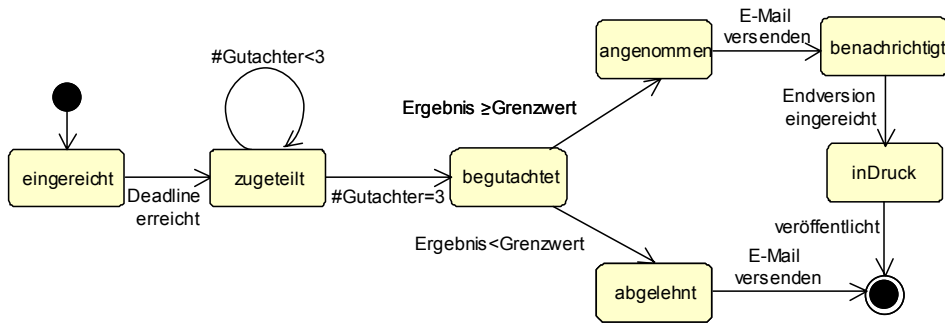 E-Mail
versenden
angenommen
benachrichtigt
#Gutachter<3
Ergebnis ≥Grenzwert
Endversion
eingereicht
eingereicht
Deadline
erreicht
zugeteilt
#Gutachter=3
begutachtet
inDruck
Ergebnis<Grenzwert
veröffentlicht
abgelehnt
E-Mail
versenden